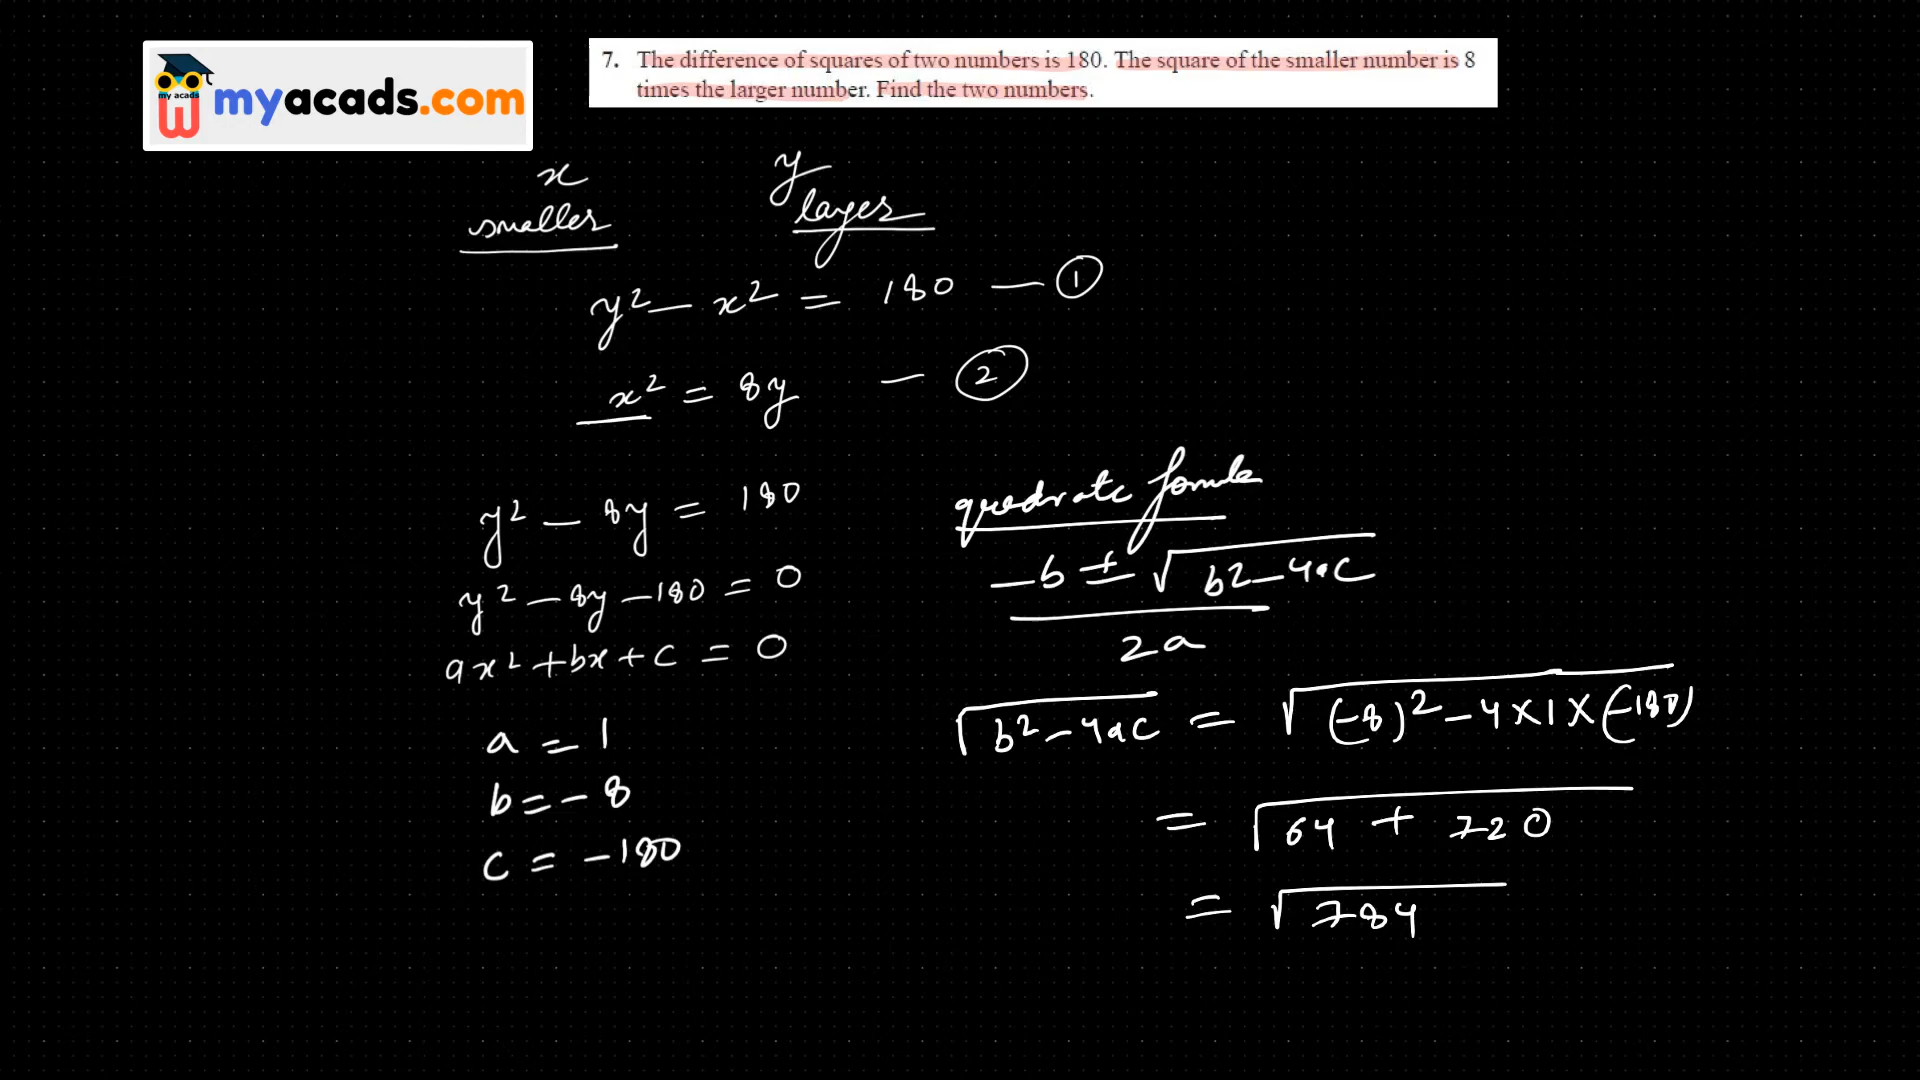 my acads
myacads.com
7. The difference of squares of two numbers is 180. The square of the smaller number is 8
times the larger number. Find the two numbers.
x y
smaller larger
y² - x² = 180 — ①
x² = 8y — ②
y² - 8y = 180
y² - 8y - 180 = 0
ax² + bx + c = 0
a = 1
b = -8
c = -180
quadratic formula
-b ± √b² - 4ac
2a
√b² - 4ac = √(-8)² - 4×1×(-180)
= √64 + 720
= √784